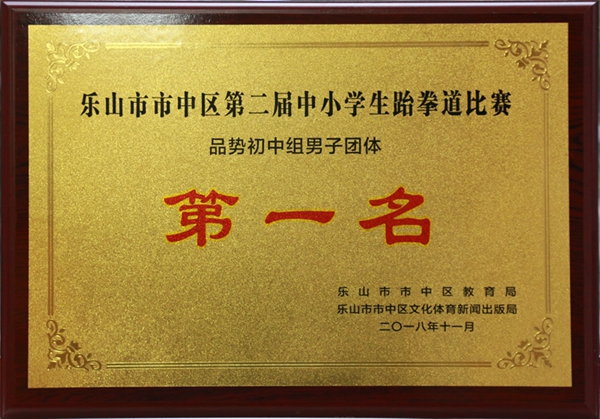 乐山市市中区第二届中小学生跆拳道比赛
品势初中组男子团体
第一名
乐山市市中区教育局
乐山市市中区文化体育新闻出版局
二〇一八年十一月